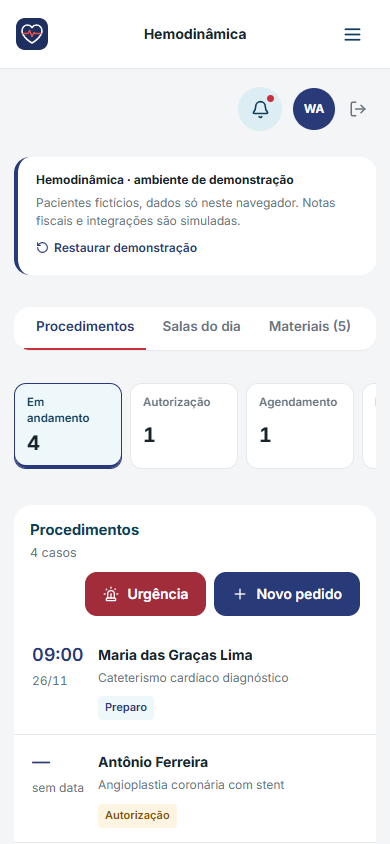 Hemodinâmica
WA
Hemodinâmica · ambiente de demonstração
Pacientes fictícios, dados só neste navegador. Notas
fiscais e integrações são simuladas.
Restaurar demonstração
Procedimentos
Salas do dia
Materiais (5)
Em
andamento
4
Autorização
1
Agendamento
1
Procedimentos
4 casos
Urgência
Novo pedido
09:00
26/11
Maria das Graças Lima
Cateterismo cardíaco diagnóstico
Preparo
—
sem data
Antônio Ferreira
Angioplastia coronária com stent
Autorização